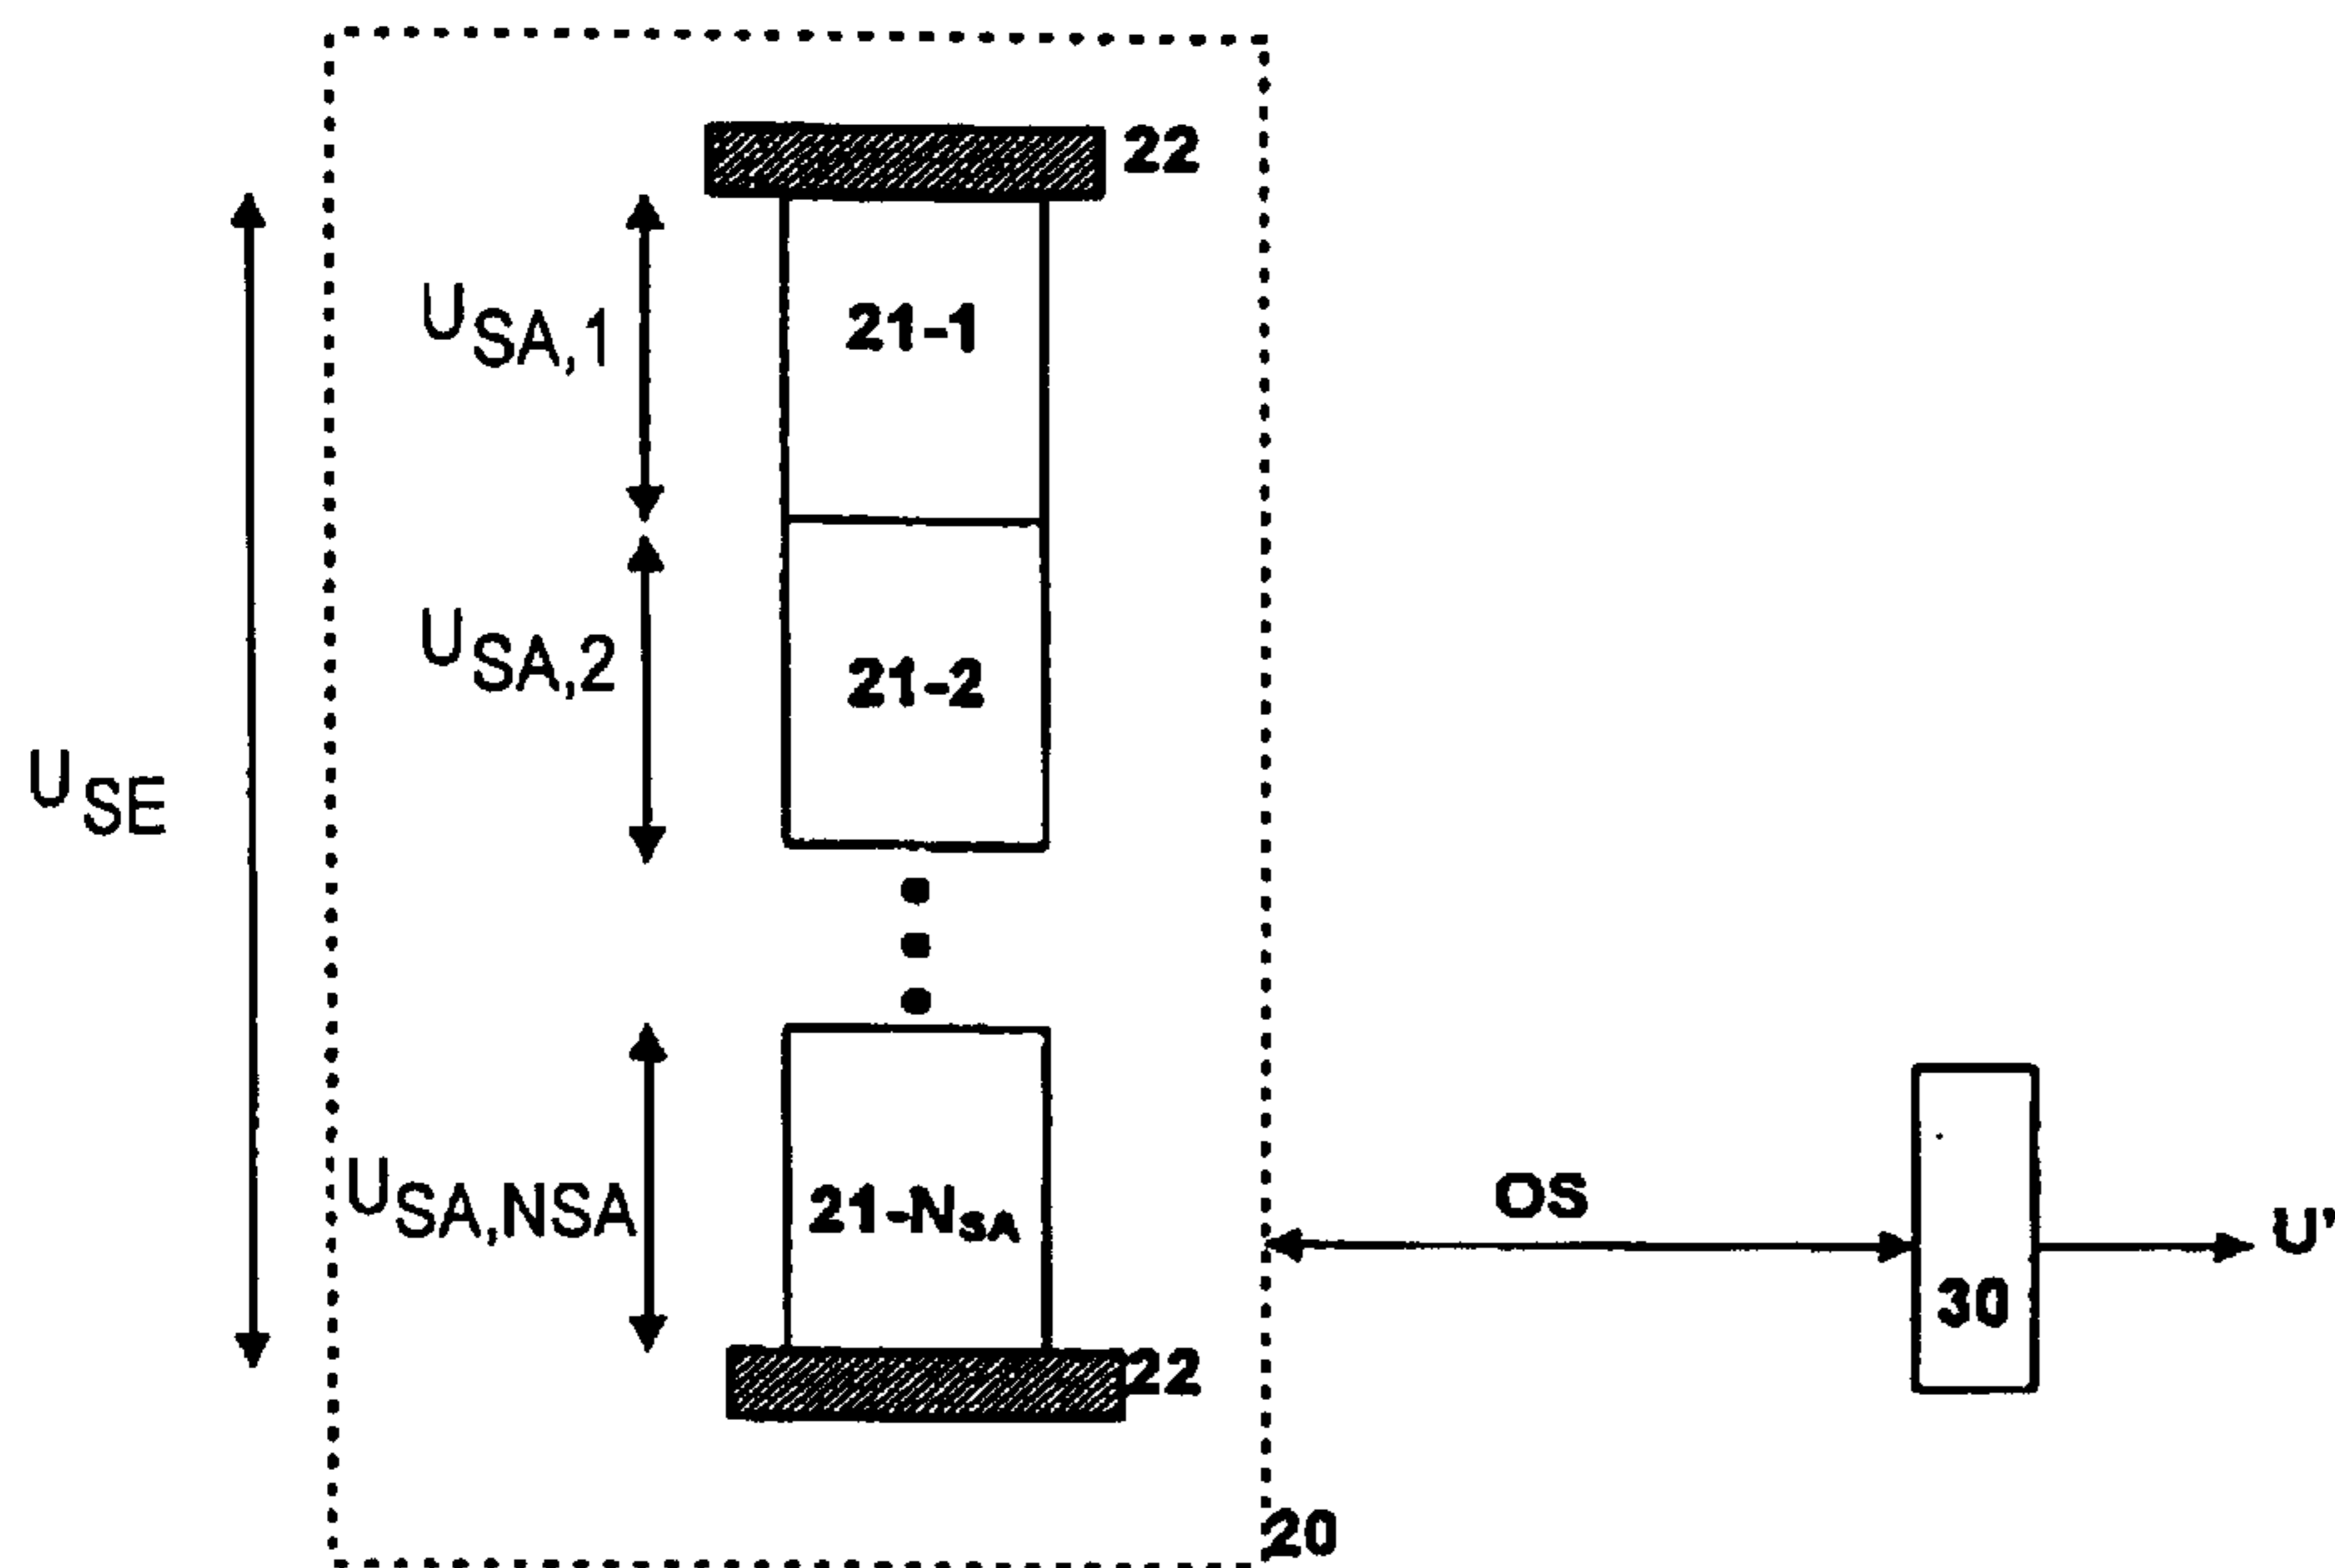 22
U_SA,1
21-1
U_SA,2
21-2
U_SE
U_SA,NSA
21-N_SA
OS
U'
30
22
20